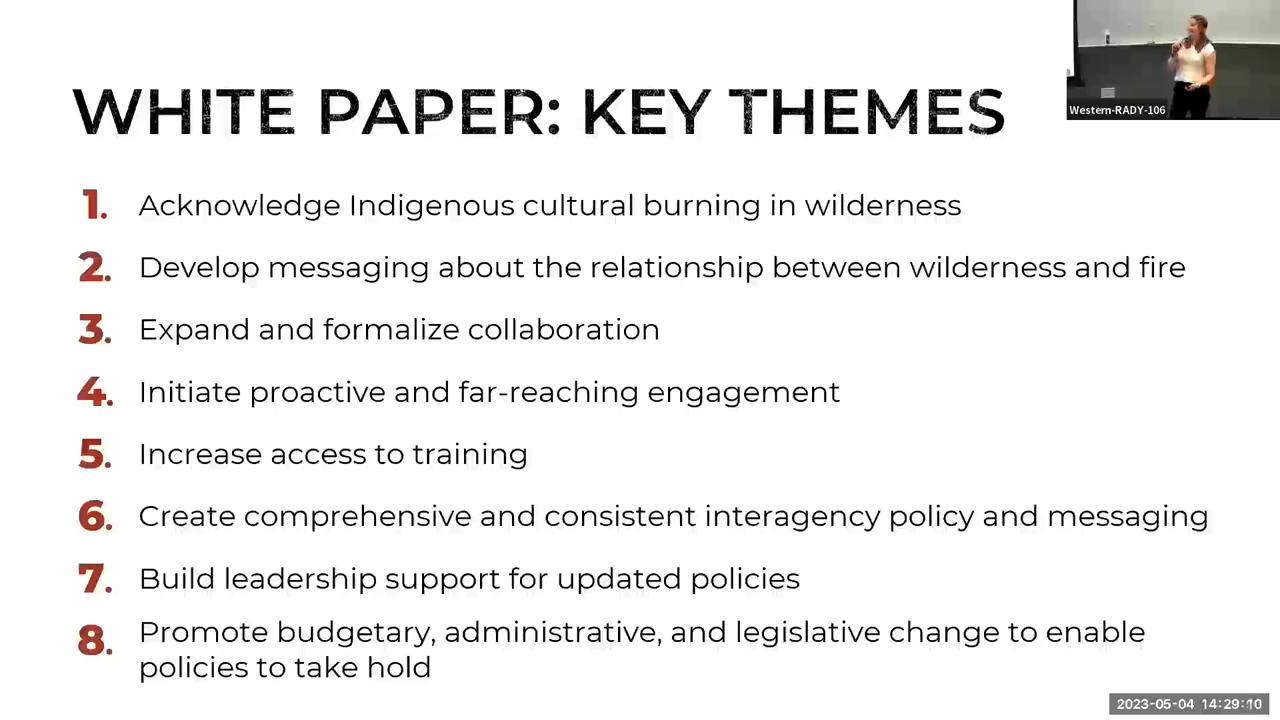 WHITE PAPER: KEY THEMES
Western-RADY-106
1. Acknowledge Indigenous cultural burning in wilderness
2. Develop messaging about the relationship between wilderness and fire
3. Expand and formalize collaboration
4. Initiate proactive and far-reaching engagement
5. Increase access to training
6. Create comprehensive and consistent interagency policy and messaging
7. Build leadership support for updated policies
8. Promote budgetary, administrative, and legislative change to enable
policies to take hold
2023-05-04 14:29:10